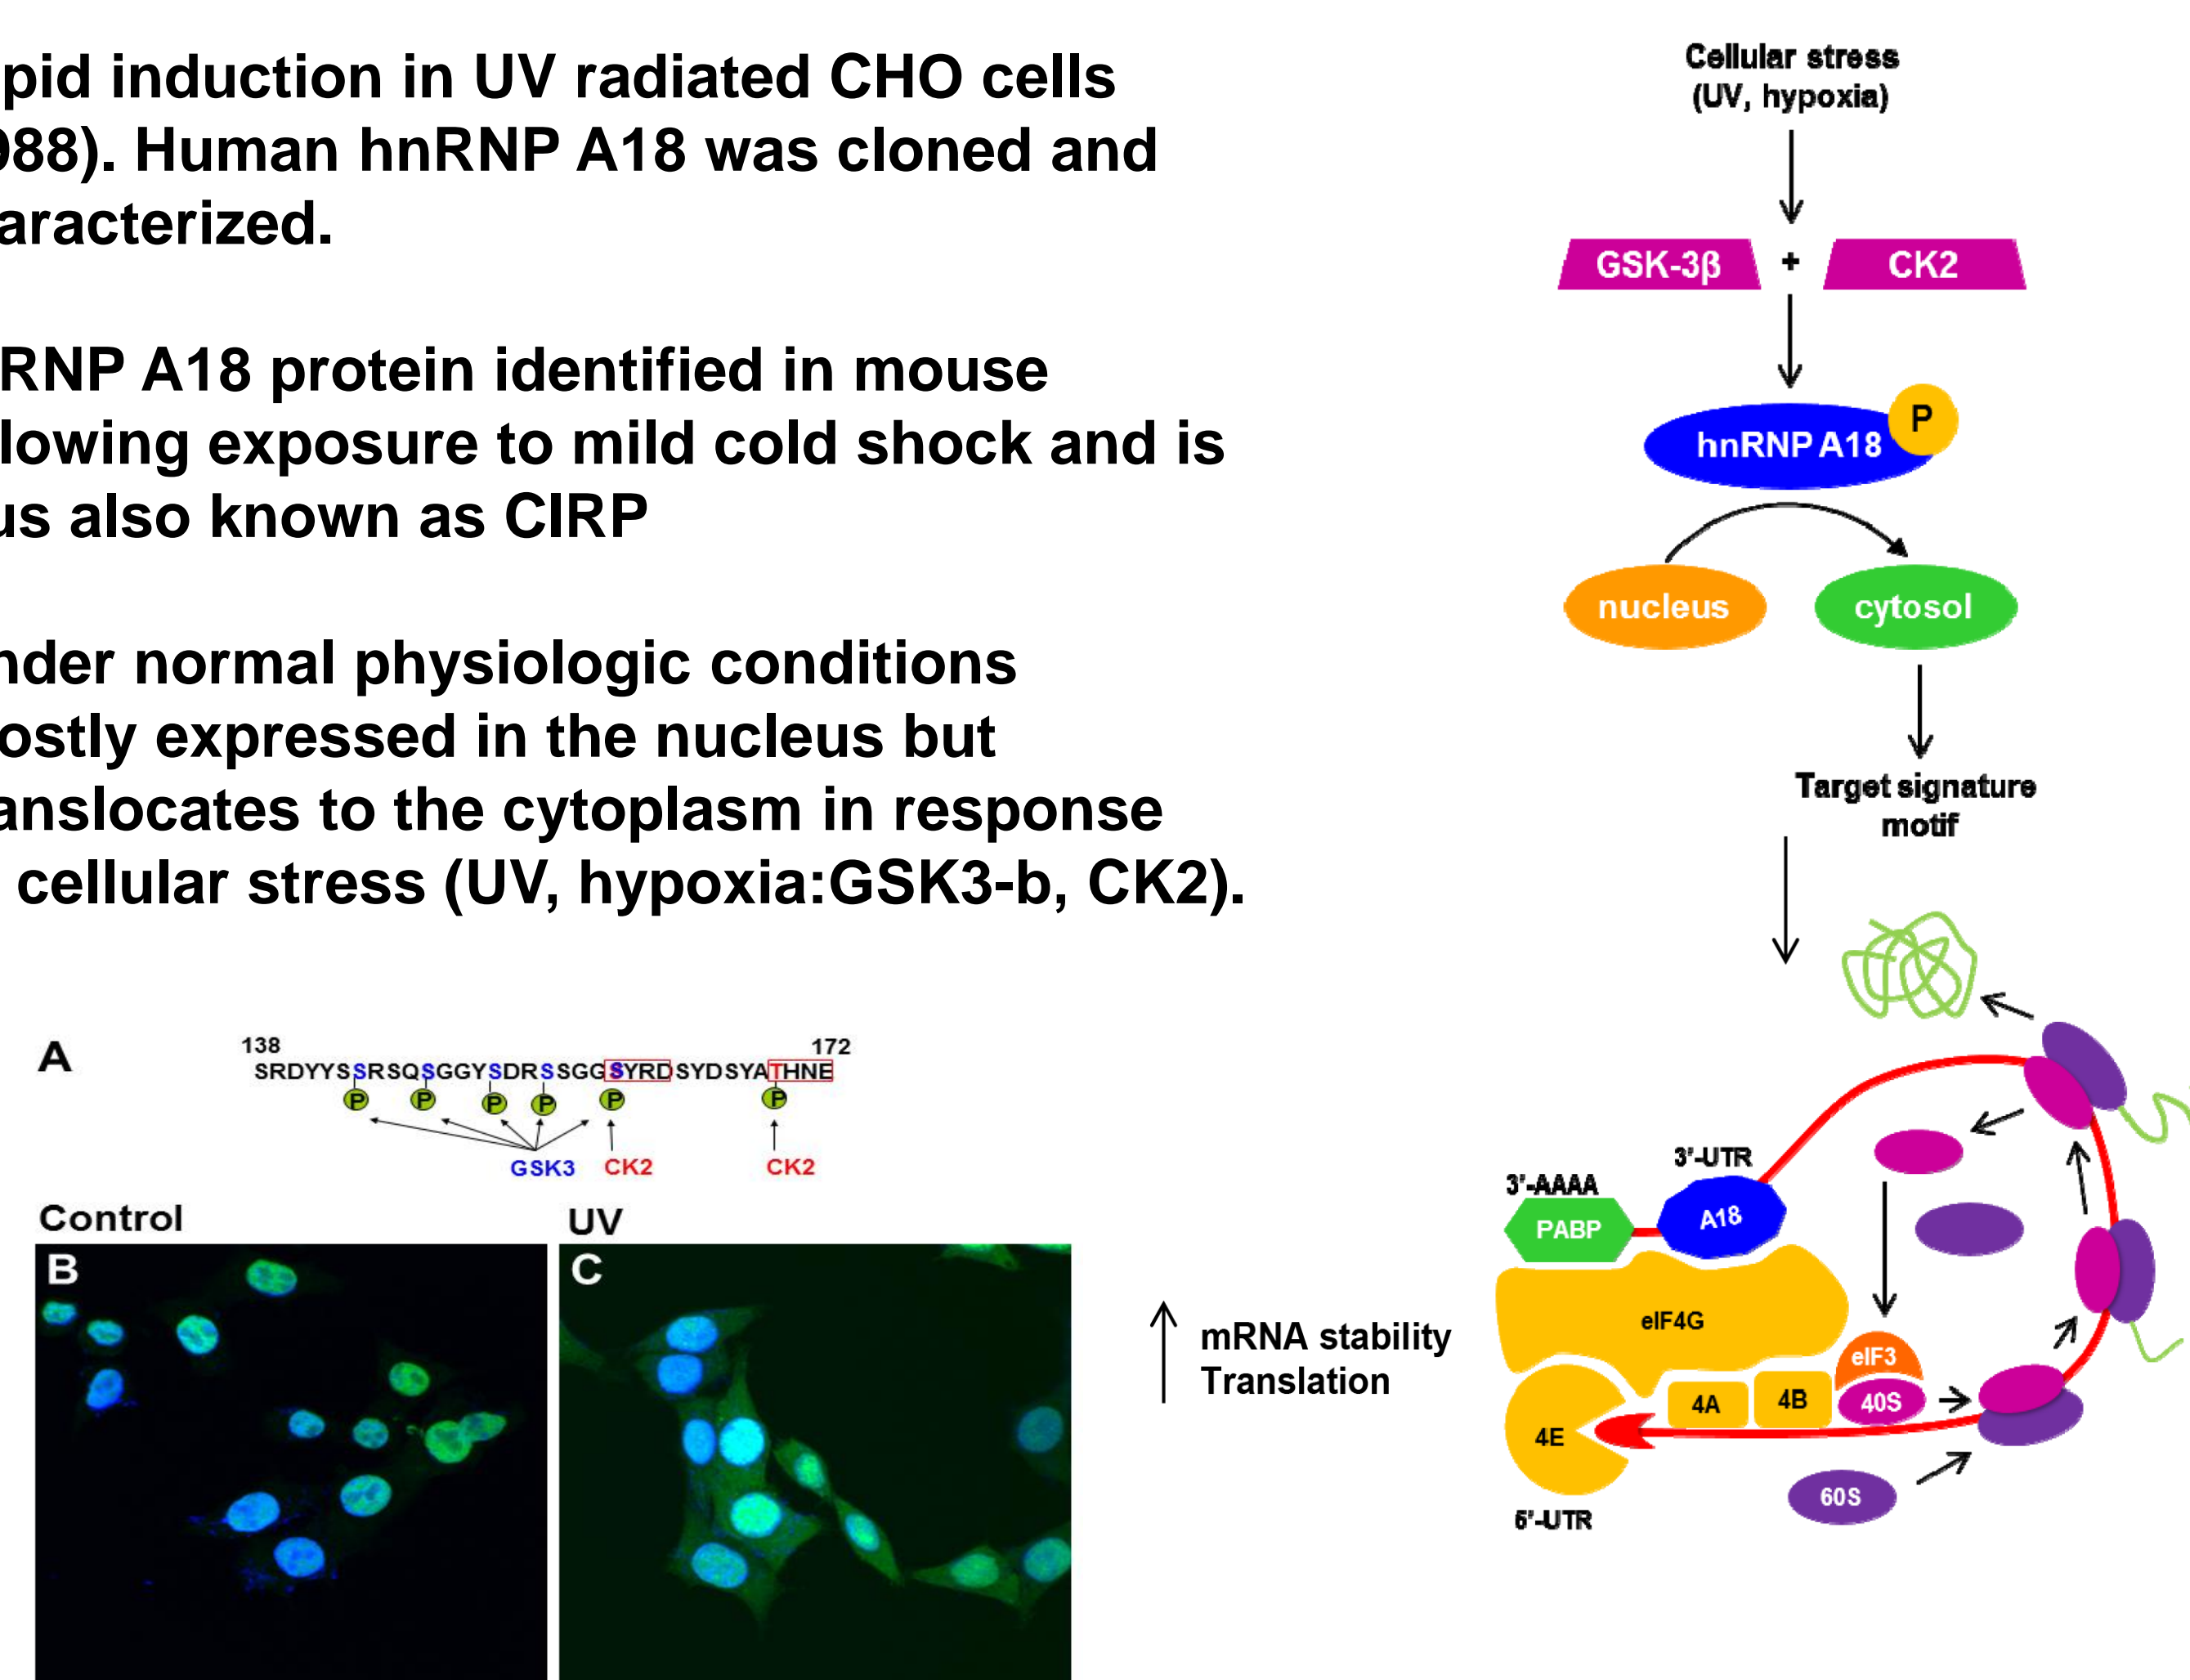 pid induction in UV radiated CHO cells
988). Human hnRNP A18 was cloned and
aracterized.
RNP A18 protein identified in mouse
lowing exposure to mild cold shock and is
us also known as CIRP
nder normal physiologic conditions
ostly expressed in the nucleus but
anslocates to the cytoplasm in response
cellular stress (UV, hypoxia:GSK3-b, CK2).
A
138
172
SRDYYSSRSQSGGYSDRSSGGSYRDSYDSYATHNE
P P P P P P
GSK3 CK2 CK2
Control
UV
B
C
Cellular stress
(UV, hypoxia)
GSK-3β + CK2
P
hnRNP A18
nucleus cytosol
Target signature
motif
3'-UTR
3'-AAAA
PABP
A18
eIF4G
mRNA stability
Translation
eIF3
4A 4B 40S
4E
60S
5'-UTR